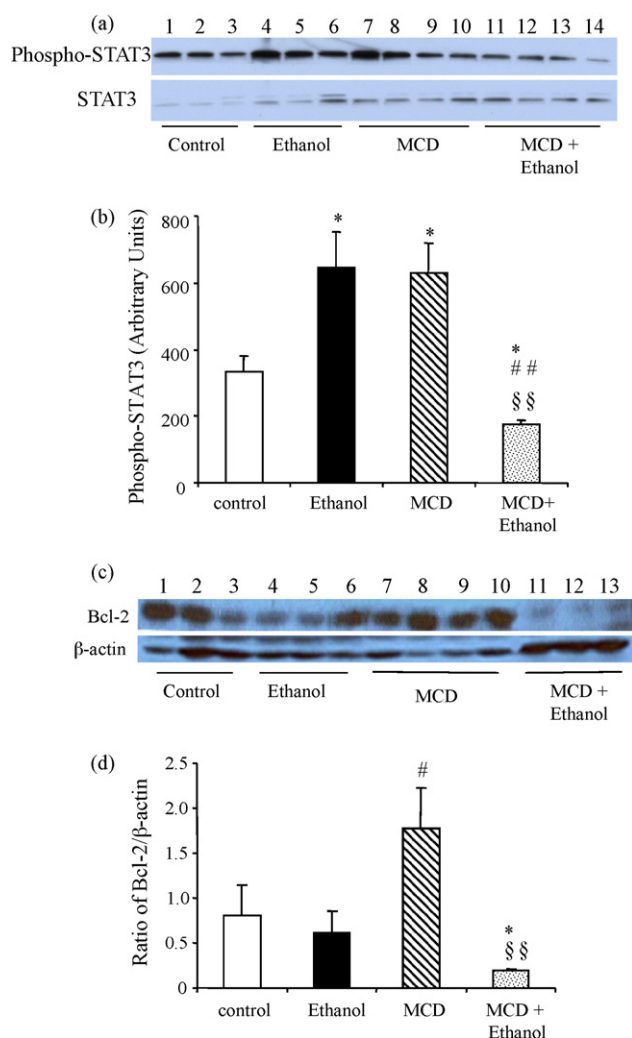 (a)
1 2 3 4 5 6 7 8 9 10 11 12 13 14
Phospho-STAT3
STAT3
Control Ethanol MCD MCD +
Ethanol
(b)
Phospho-STAT3 (Arbitrary Units)
800
600
400
200
0
*
*
*
##
§§
control Ethanol MCD MCD+
Ethanol
(c)
1 2 3 4 5 6 7 8 9 10 11 12 13
Bcl-2
β-actin
Control Ethanol MCD MCD +
Ethanol
(d)
Ratio of Bcl-2/β-actin
2.5
2.0
1.5
1.0
0.5
0
#
*
§§
control Ethanol MCD MCD +
Ethanol